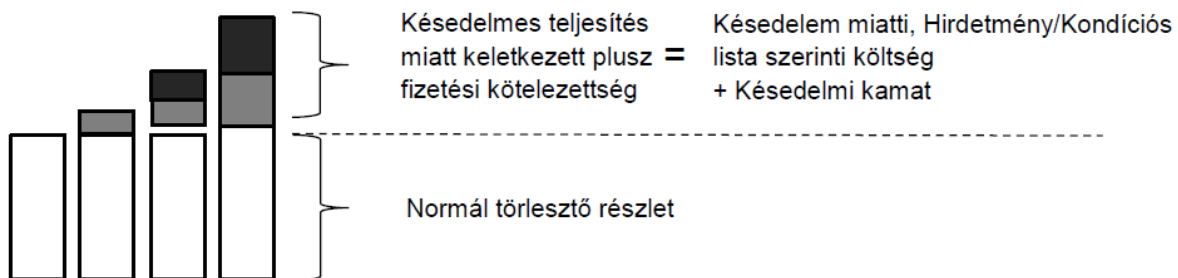 Késedelmes teljesítés
miatt keletkezett plusz
fizetési kötelezettség
=
Késedelem miatti, Hirdetmény/Kondíciós
lista szerinti költség
+ Késedelmi kamat
Normál törlesztő részlet